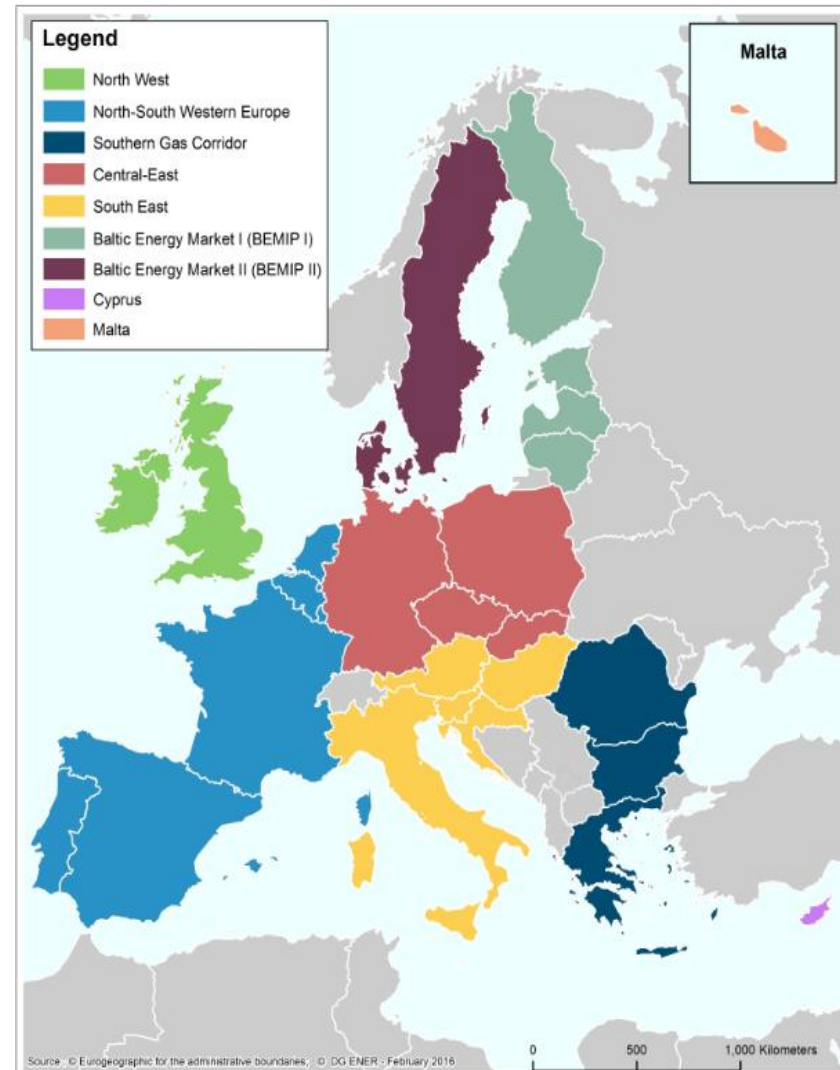 Legend
North West
North-South Western Europe
Southern Gas Corridor
Central-East
South East
Baltic Energy Market I (BEMIP I)
Baltic Energy Market II (BEMIP II)
Cyprus
Malta
Malta
Source : © Eurogeographic for the administrative boundaries; © DG ENER - February 2016
0 500 1,000 Kilometers